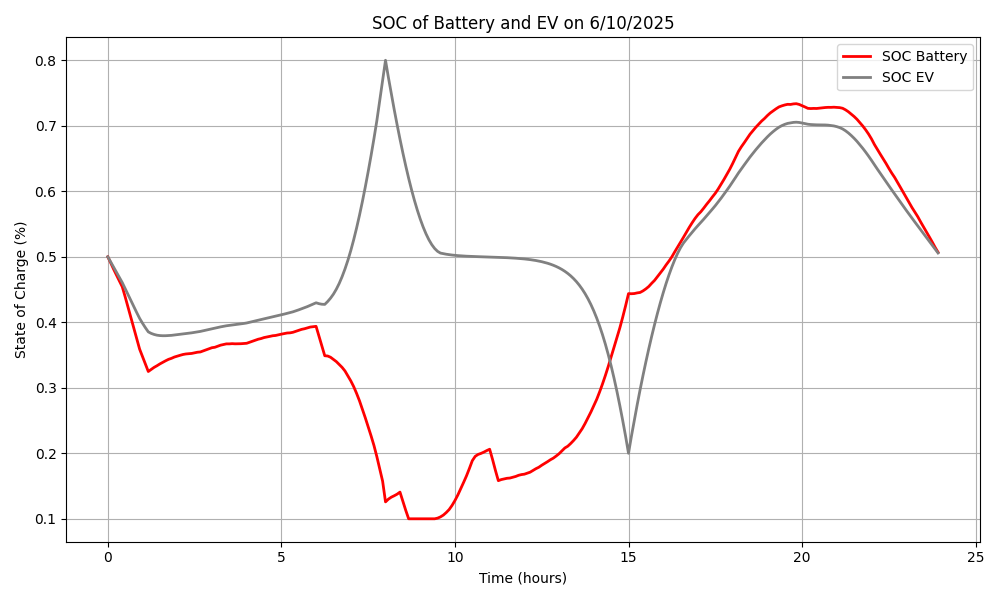 SOC of Battery and EV on 6/10/2025
SOC Battery
SOC EV
State of Charge (%)
0.8
0.7
0.6
0.5
0.4
0.3
0.2
0.1
0 5 10 15 20 25
Time (hours)